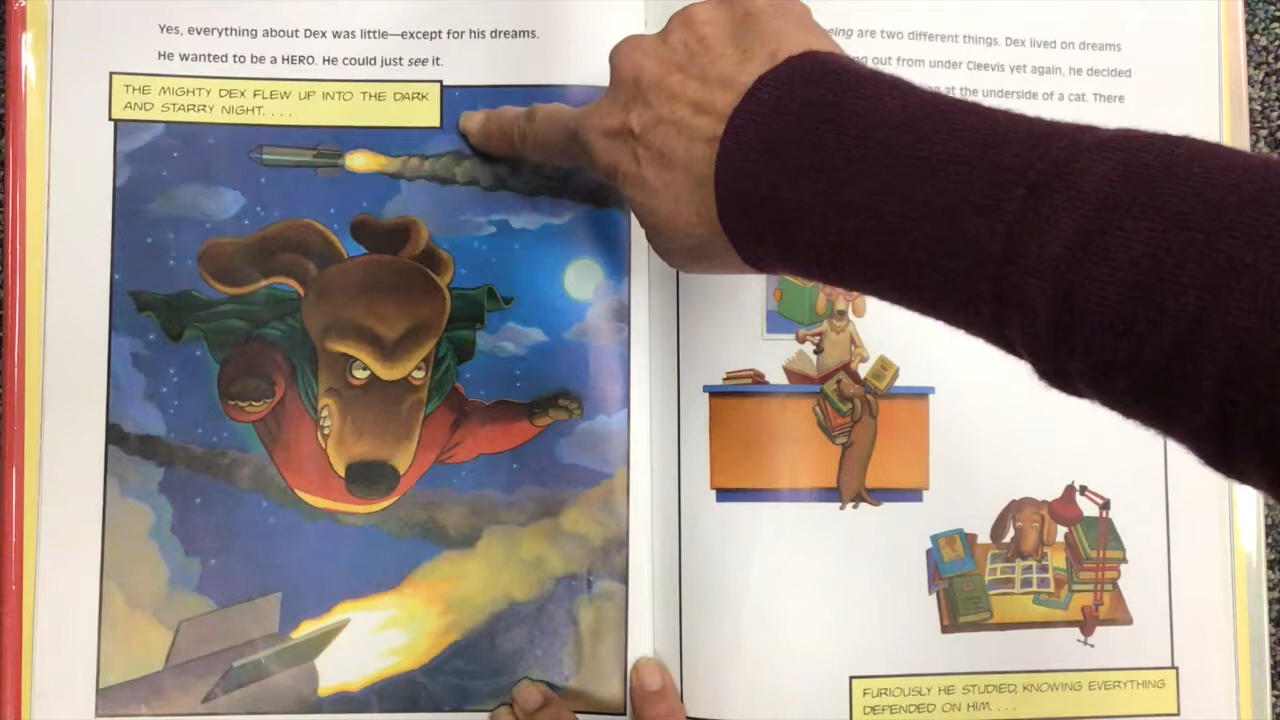 Yes, everything about Dex was little—except for his dreams.
He wanted to be a HERO. He could just see it.
THE MIGHTY DEX FLEW UP INTO THE DARK
AND STARRY NIGHT. . . .
are two different things. Dex lived on dreams
out from under Cleevis yet again, he decided
at the underside of a cat. There
FURIOUSLY HE STUDIED, KNOWING EVERYTHING
DEPENDED ON HIM. . . .